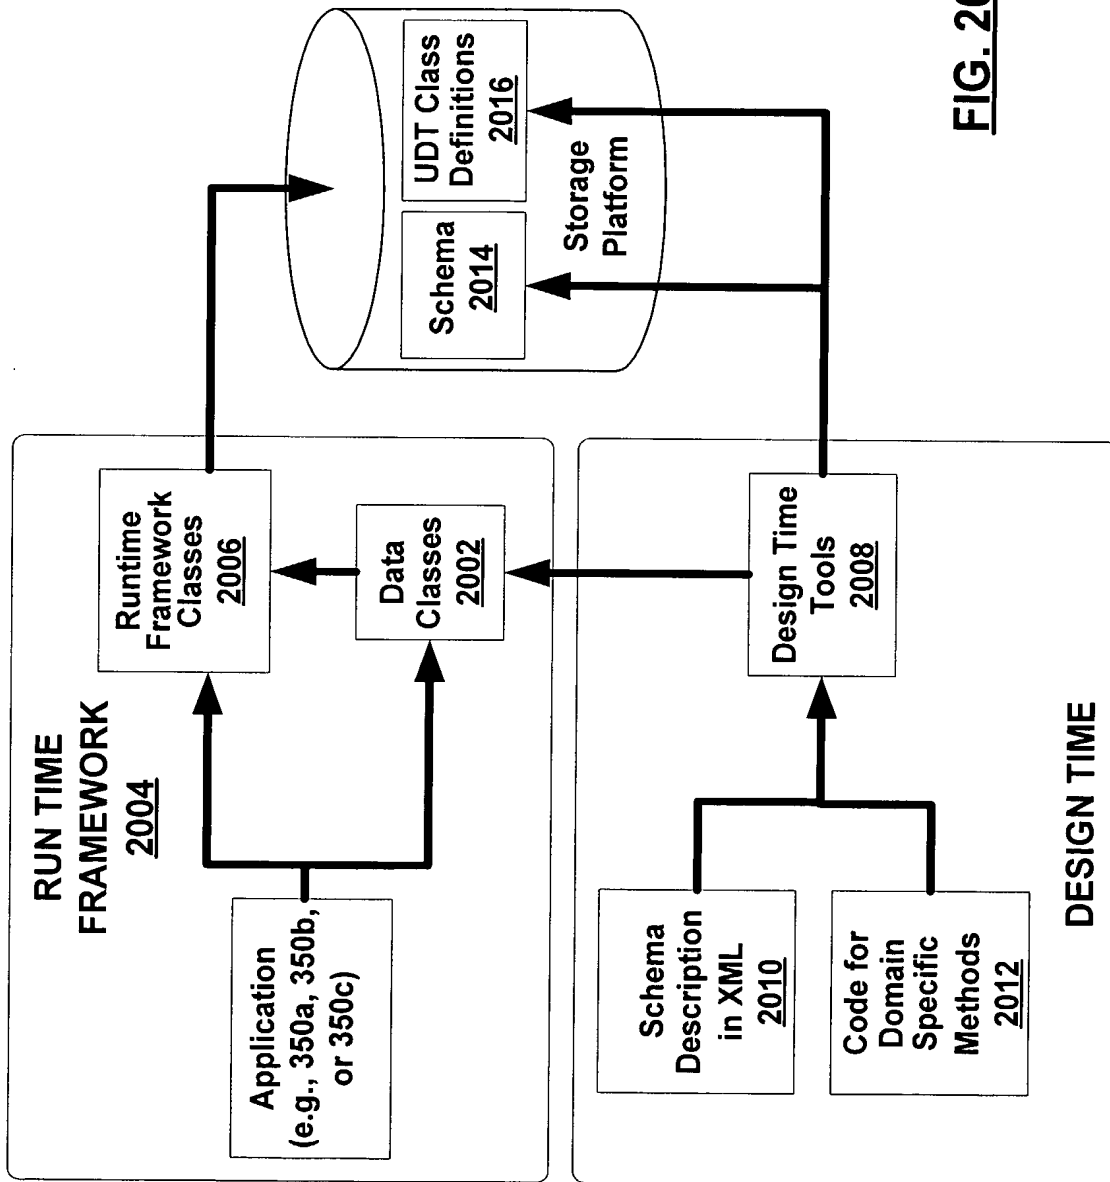 RUN TIME
FRAMEWORK
2004
Application
(e.g., 350a, 350b,
or 350c)
Runtime
Framework
Classes
2006
Data
Classes
2002
Schema
2014
UDT Class
Definitions
2016
Storage
Platform
Schema
Description
in XML
2010
Code for
Domain
Specific
Methods
2012
Design Time
Tools
2008
DESIGN TIME
FIG. 20